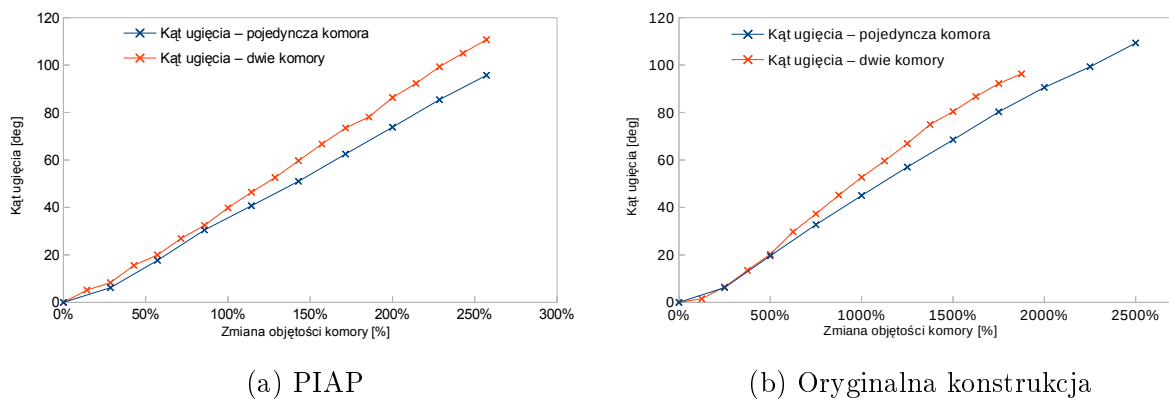 120
100
80
60
40
20
0
Kąt ugięcia [deg]
Kąt ugięcia – pojedyncza komora
Kąt ugięcia – dwie komory
0% 50% 100% 150% 200% 250% 300%
Zmiana objętości komory [%]
(a) PIAP
120
100
80
60
40
20
0
Kąt ugięcia [deg]
Kąt ugięcia – pojedyncza komora
Kąt ugięcia – dwie komory
0% 500% 1000% 1500% 2000% 2500%
Zmiana objętości komory [%]
(b) Oryginalna konstrukcja